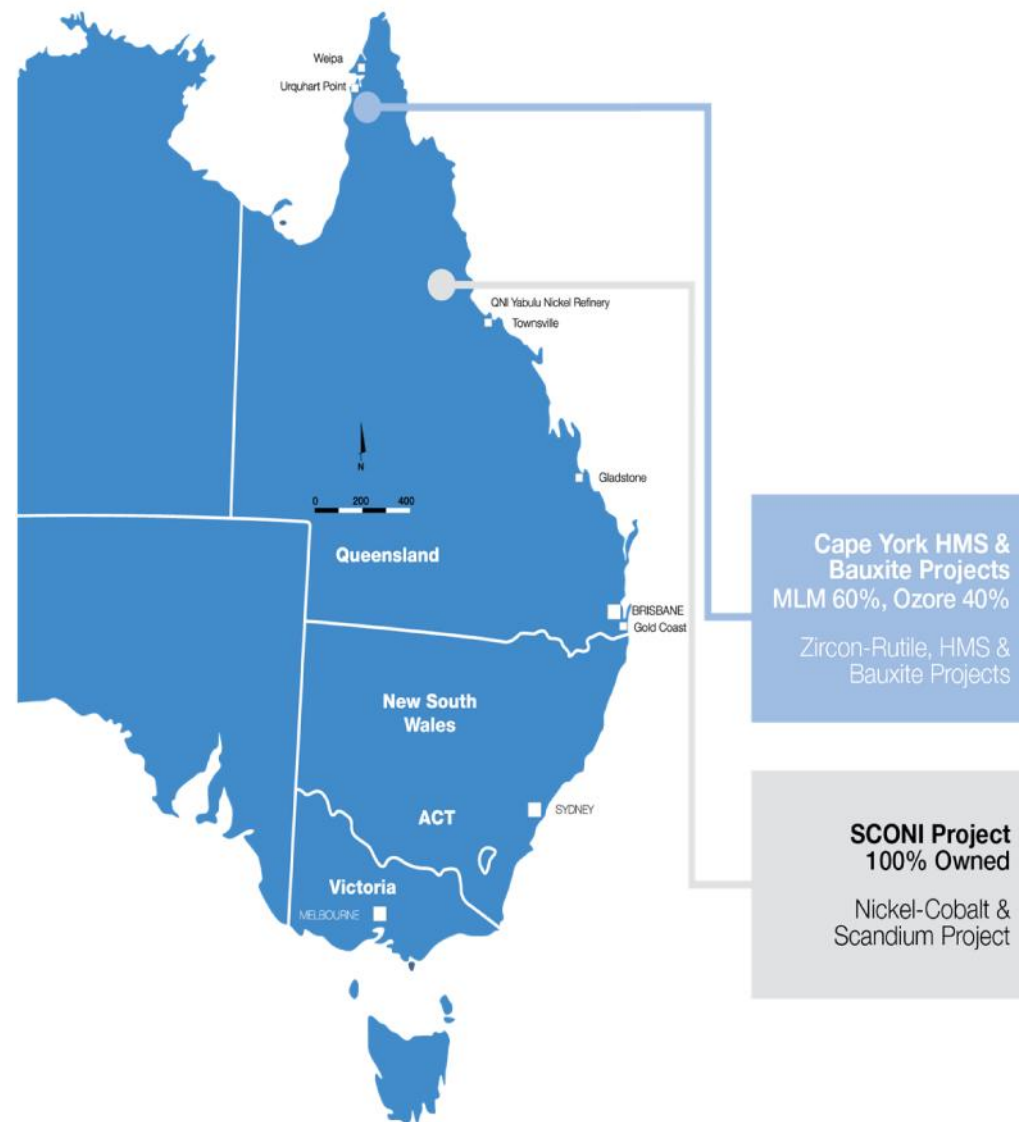 Weipa
Urquhart Point
QNI Yabulu Nickel Refinery
Townsville
N
0 200 400
Gladstone
Queensland
BRISBANE
Gold Coast
New South
Wales
ACT
SYDNEY
Victoria
MELBOURNE
Cape York HMS &
Bauxite Projects
MLM 60%, Ozore 40%
Zircon-Rutile, HMS &
Bauxite Projects
SCONI Project
100% Owned
Nickel-Cobalt &
Scandium Project